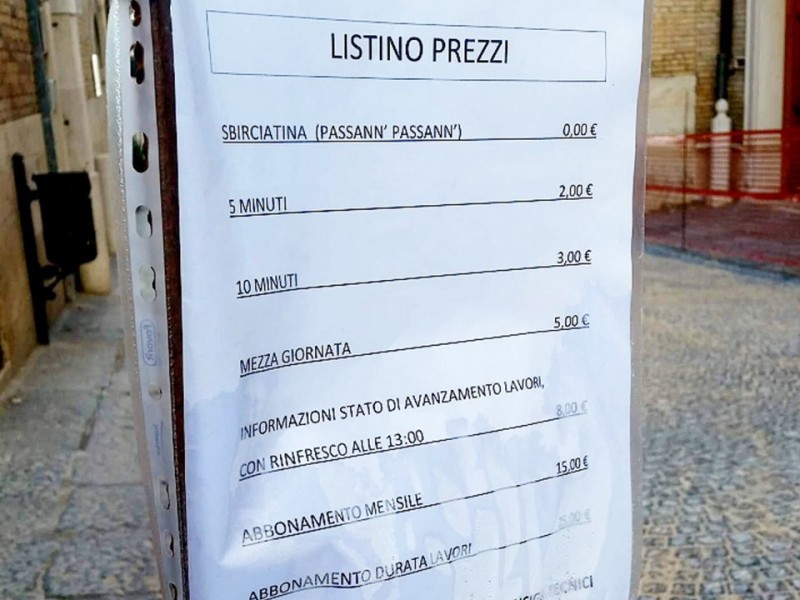 LISTINO PREZZI
SBIRCIATINA (PASSANN' PASSANN') 0,00 €
5 MINUTI 2,00 €
10 MINUTI 3,00 €
MEZZA GIORNATA 5,00 €
INFORMAZIONI STATO DI AVANZAMENTO LAVORI,
CON RINFRESCO ALLE 13:00 8,00 €
ABBONAMENTO MENSILE 15,00 €
ABBONAMENTO DURATA LAVORI
TECNICI